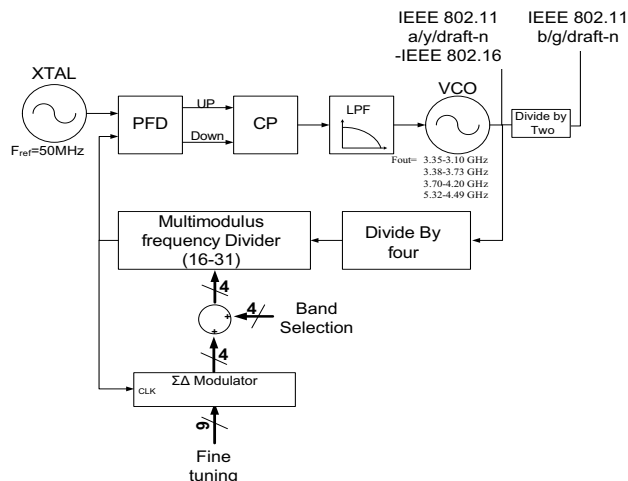 IEEE 802.11
a/y/draft-n
-IEEE 802.16
IEEE 802.11
b/g/draft-n
XTAL
Fref=50MHz
PFD
UP
Down
CP
LPF
VCO
Divide by
Two
Fout= 3.35-3.10 GHz
3.38-3.73 GHz
3.70-4.20 GHz
5.32-4.49 GHz
Multimodulus
frequency Divider
(16-31)
Divide By
four
4
+
+
4
Band
Selection
4
ΣΔ Modulator
CLK
9
Fine
tuning